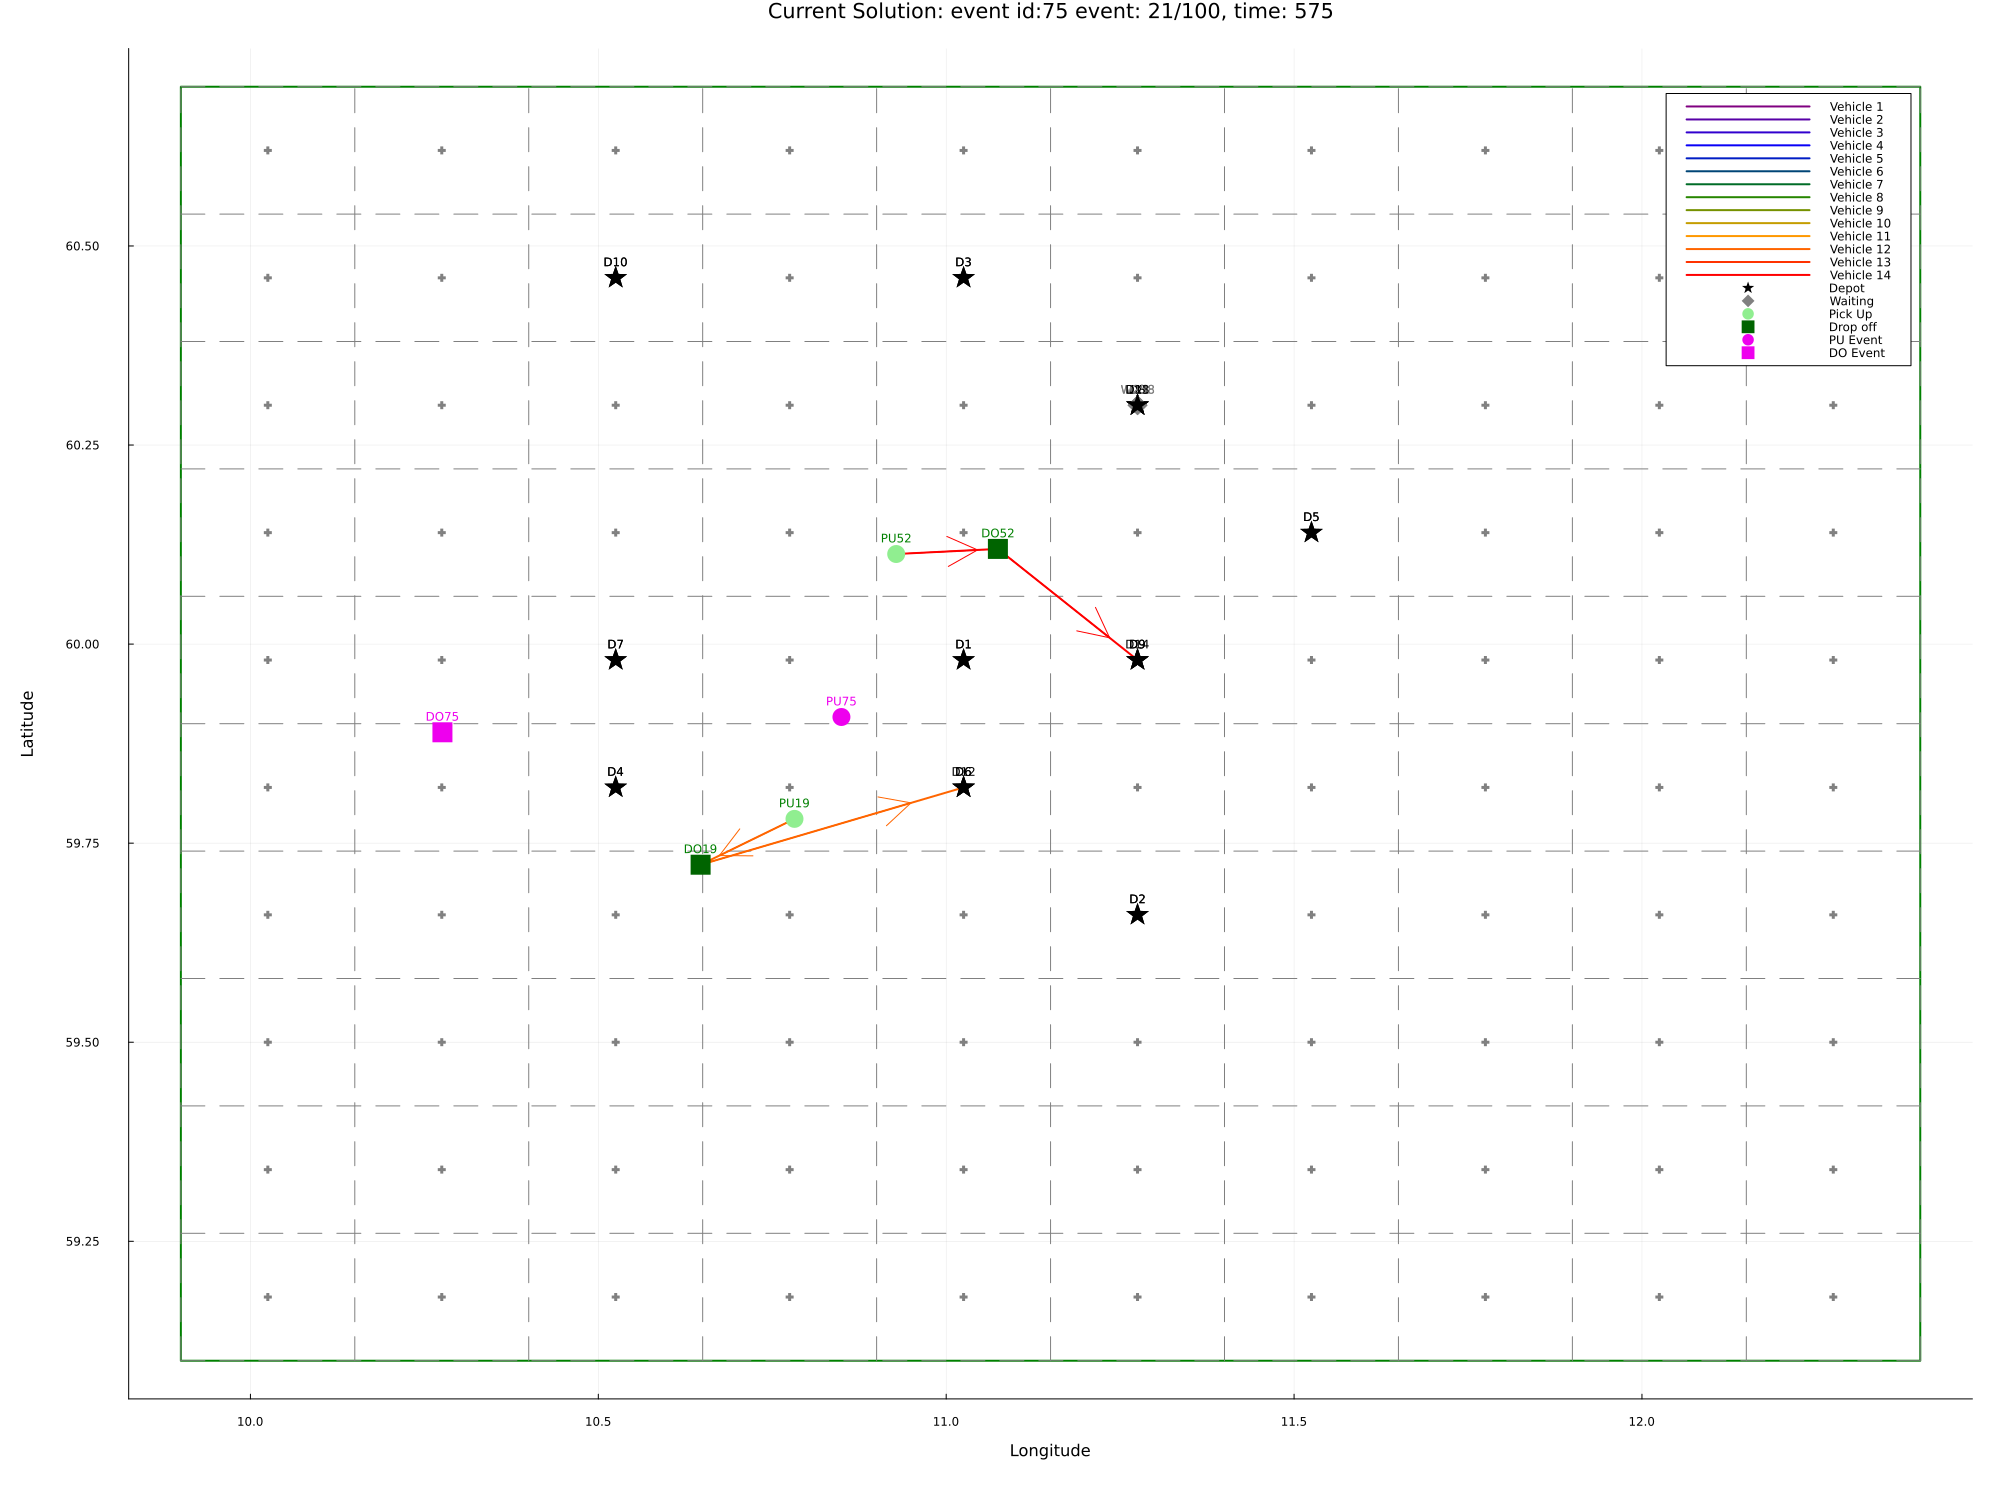 Current Solution: event id:75 event: 21/100, time: 575
Vehicle 1
Vehicle 2
Vehicle 3
Vehicle 4
Vehicle 5
Vehicle 6
Vehicle 7
Vehicle 8
Vehicle 9
Vehicle 10
Vehicle 11
Vehicle 12
Vehicle 13
Vehicle 14
Depot
Waiting
Pick Up
Drop off
PU Event
DO Event
60.50
60.25
60.00
59.75
59.50
59.25
Latitude
D10
D3
D5
PU52
DO52
D7
D1
D9
PU75
DO75
D4
D6
PU19
DO19
D2
10.0
10.5
11.0
11.5
12.0
Longitude